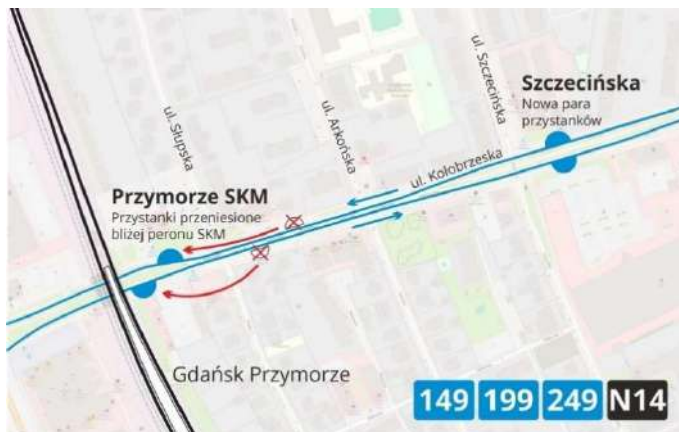 Szczecińska
Nowa para
przystanków
ul. Szczecińska
ul. Arkońska
ul. Słupska
ul. Kołobrzeska
Przymorze SKM
Przystanki przeniesione
bliżej peronu SKM
Gdańsk Przymorze
149 199 249 N14